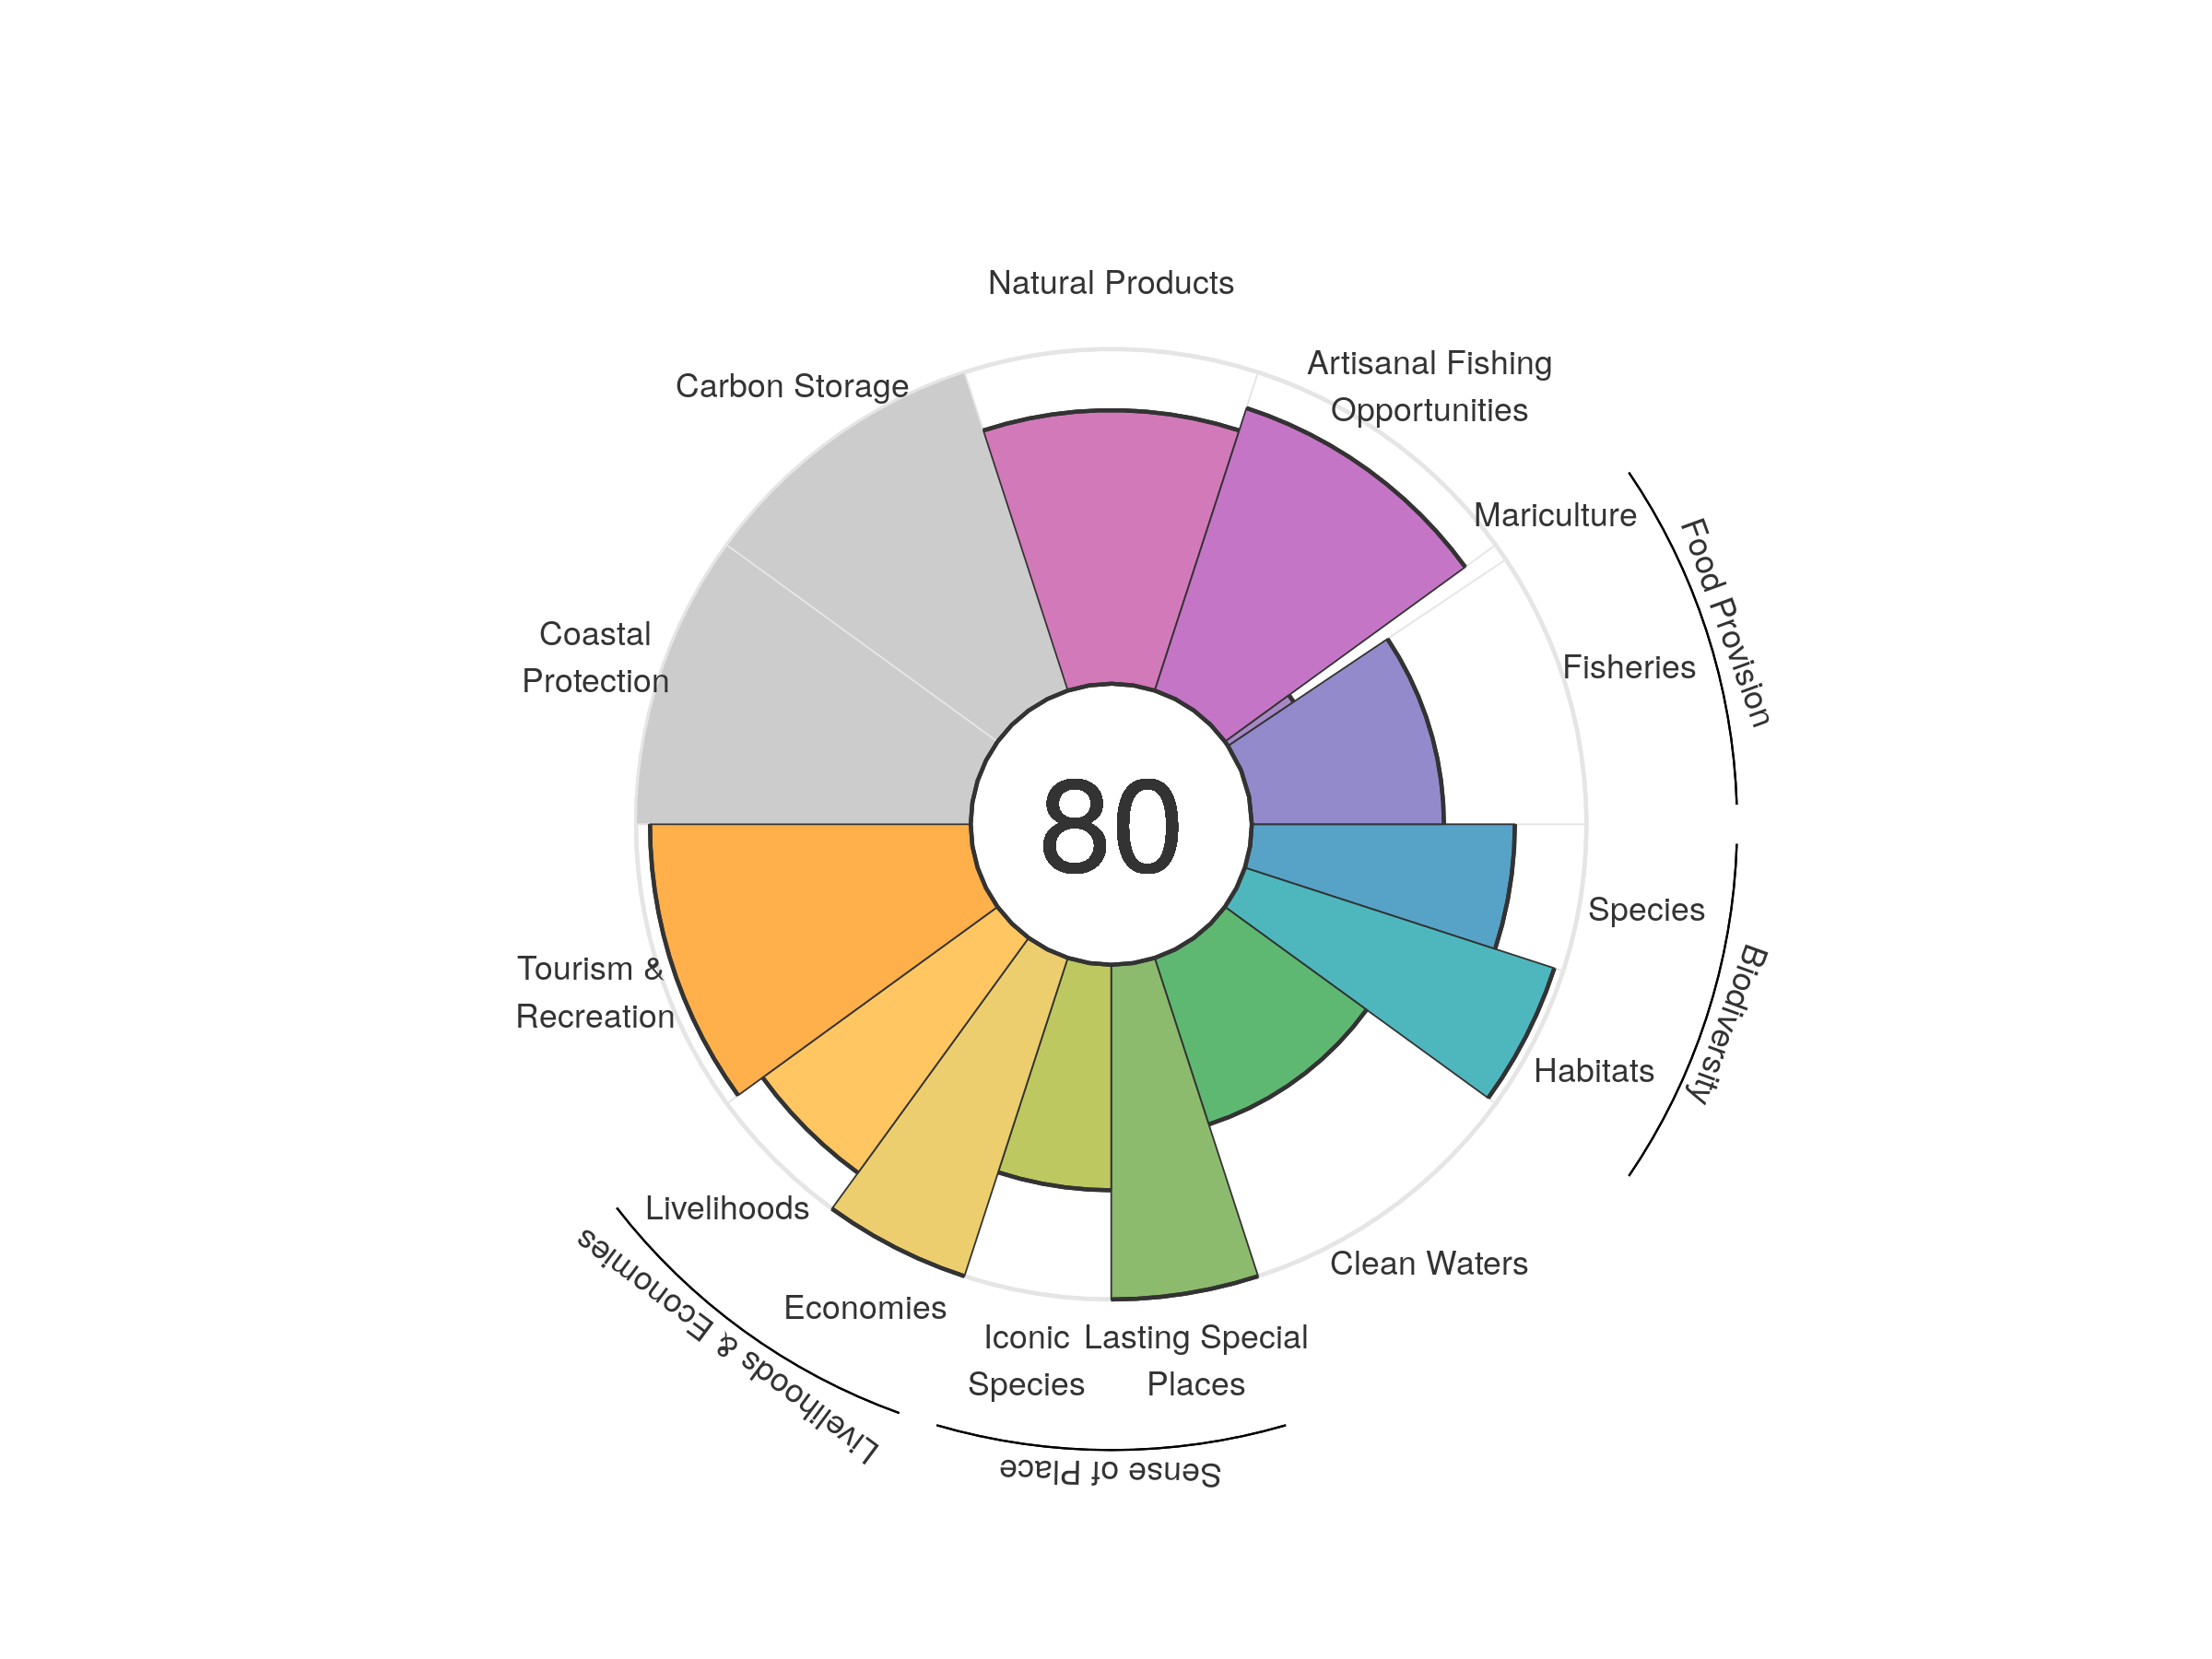 Natural Products
Artisanal Fishing
Opportunities
Carbon Storage
Mariculture
Food Provision
Coastal
Protection
Fisheries
80
Species
Biodiversity
Tourism &
Recreation
Habitats
Livelihoods
Livelihoods & Economies
Clean Waters
Economies
Iconic
Species
Lasting Special
Places
Sense of Place